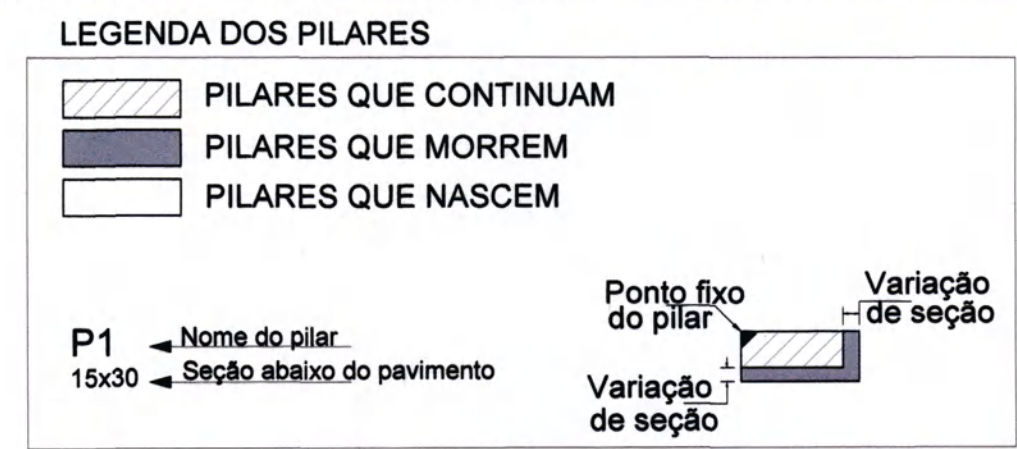 LEGENDA DOS PILARES
PILARES QUE CONTINUAM
PILARES QUE MORREM
PILARES QUE NASCEM
P1
Nome do pilar
15x30
Seção abaixo do pavimento
Ponto fixo
do pilar
Variação
de seção
Variação
de seção